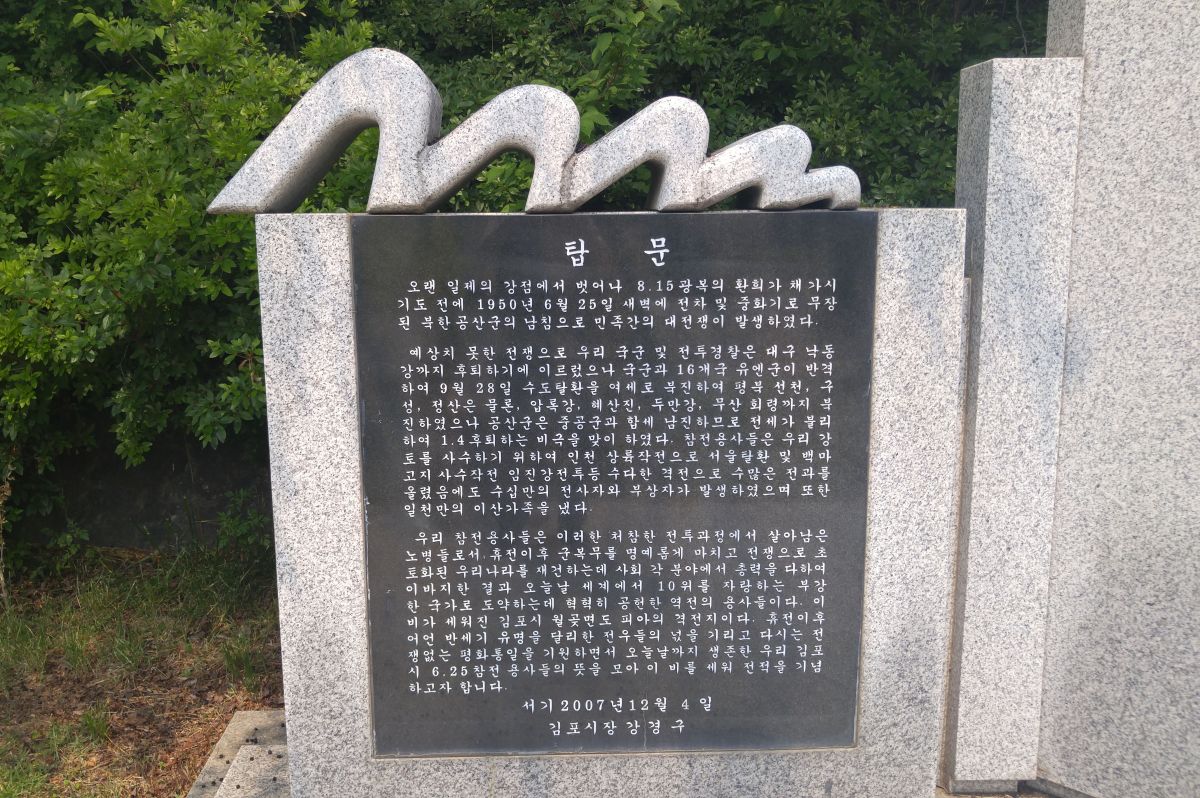 탑 문
오랜 일제의 강점에서 벗어나 8.15광복의 환희가 채가시
기도 전에 1950년 6월 25일 새벽에 전차 및 중화기로 무장
된 북한공산군의 남침으로 민족간의 대전쟁이 발생하였다.
예상치 못한 전쟁으로 우리 국군 및 전투경찰은 대구 낙동
강까지 후퇴하기에 이르렀으나 국군과 16개국 유엔군이 반격
하여 9월 28일 수도탈환을 여세로 북진하여 평북 선천, 구
성, 정산은 물론, 압록강, 혜산진, 두만강, 무산 회령까지 북
진하였으나 공산군은 중공군과 함세 남진하므로 전세가 불리
하여 1.4후퇴하는 비극을 맞이 하였다. 참전용사들은 우리 강
토를 사수하기 위하여 인천 상륙작전으로 서울탈환 및 백마
고지 사수작전 임진강전투등 수다한 격전으로 수많은 전과를
올렸음에도 수십만의 전사자와 부상자가 발생하였으며 또한
일천만의 이산가족을 냈다.
우리 참전용사들은 이러한 처참한 전투과정에서 살아남은
노병들로서 휴전이후 군복무를 명예롭게 마치고 전쟁으로 초
토화된 우리나라를 재건하는데 사회 각 분야에서 총력을 다하여
이바지한 결과 오늘날 세계에서 10위를 자랑하는 부강
한 국가로 도약하는데 혁혁히 공헌한 역전의 용사들이다. 이
비가 세워진 김포시 월곶면도 피아의 격전지이다. 휴전이후
어언 반세기 유명을 달리한 전우들의 넋을 기리고 다시는 전
쟁없는 평화통일을 기원하면서 오늘날까지 생존한 우리 김포
시 6.25참전 용사들의 뜻을 모아 이 비를 세워 전적을 기념
하고자 합니다.
서기 2007년 12월 4일
김포시장 강경구